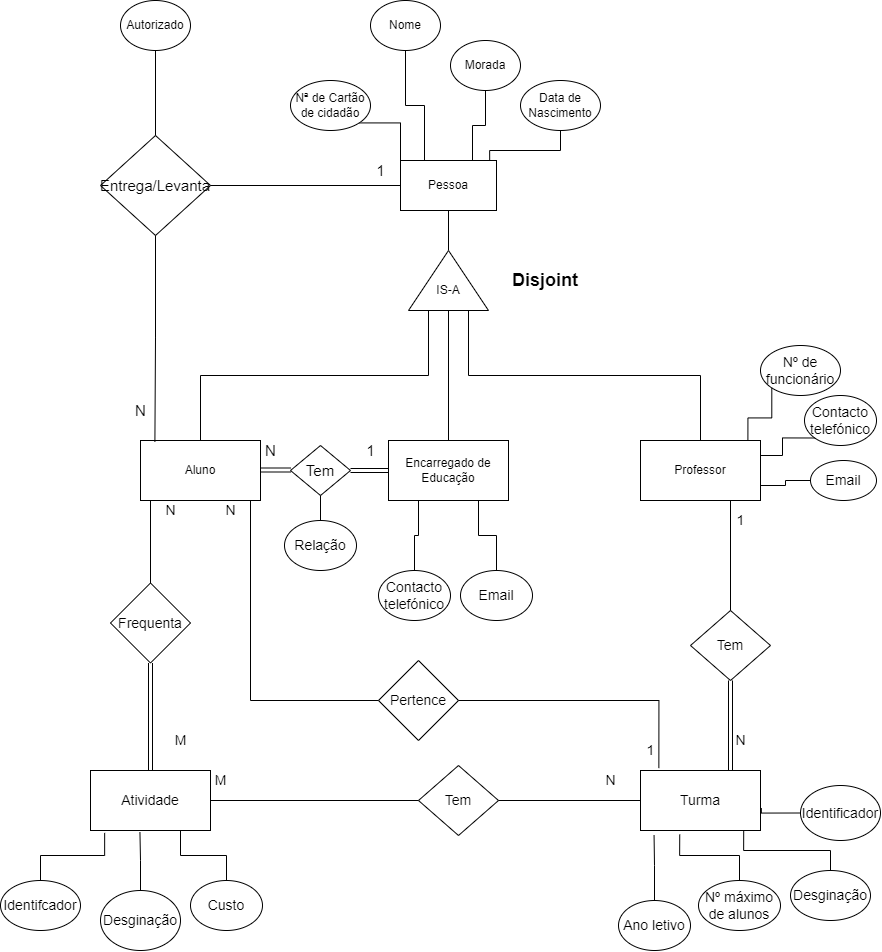 Autorizado
Nome
Morada
Nª de Cartão
de cidadão
Data de
Nascimento
Entrega/Levanta
1
Pessoa
IS-A
Disjoint
Nº de
funcionário
N
Contacto
telefónico
Aluno
N
Tem
1
Encarregado de
Educação
Professor
Email
N
N
1
Relação
Contacto
telefónico
Email
Frequenta
Tem
Pertence
M
1
N
Atividade
M
Tem
N
Turma
Identificador
Identifcador
Desginação
Custo
Ano letivo
Nº máximo
de alunos
Desginação